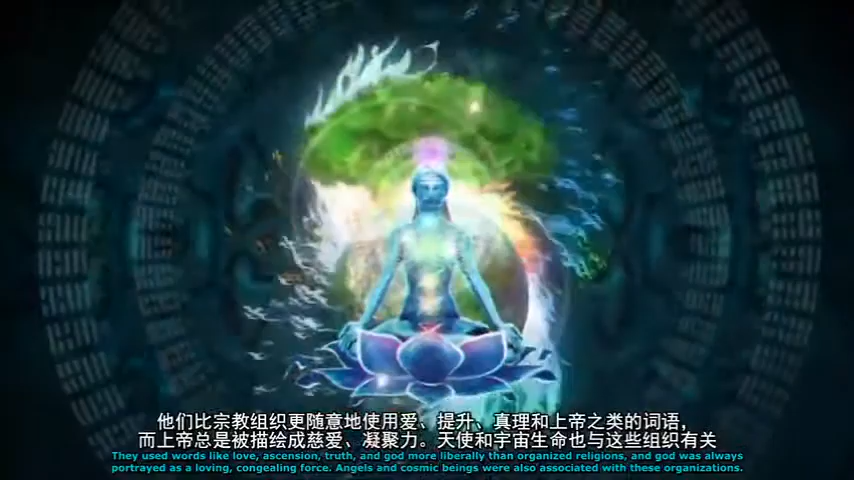 他们比宗教组织更随意地使用爱、提升、真理和上帝之类的词语,
而上帝总是被描绘成慈爱、凝聚力。天使和宇宙生命也与这些组织有关
They used words like love, ascension, truth, and god more liberally than organized religions, and god was always
portrayed as a loving, congealing force. Angels and cosmic beings were also associated with these organizations.